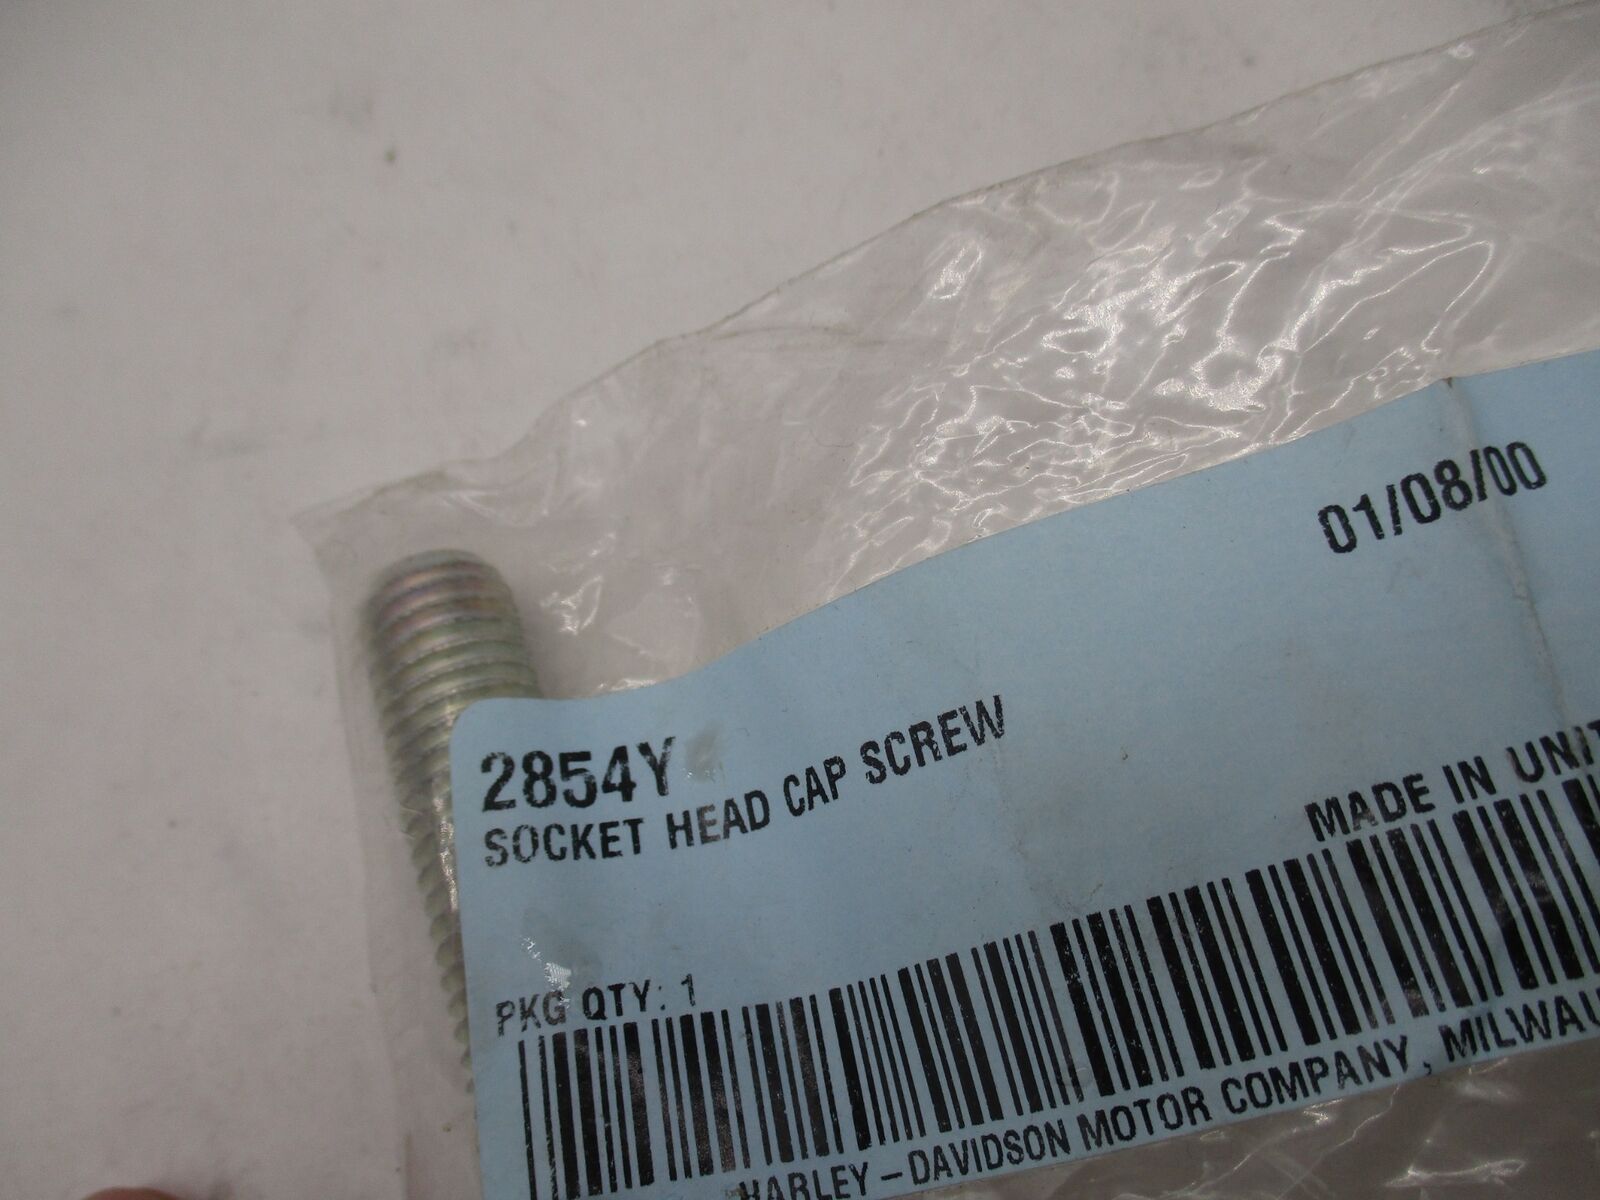 01/08/00
2854Y
SOCKET HEAD CAP SCREW
MADE IN UNIT
PKG QTY: 1
HARLEY-DAVIDSON MOTOR COMPANY, MILWAU